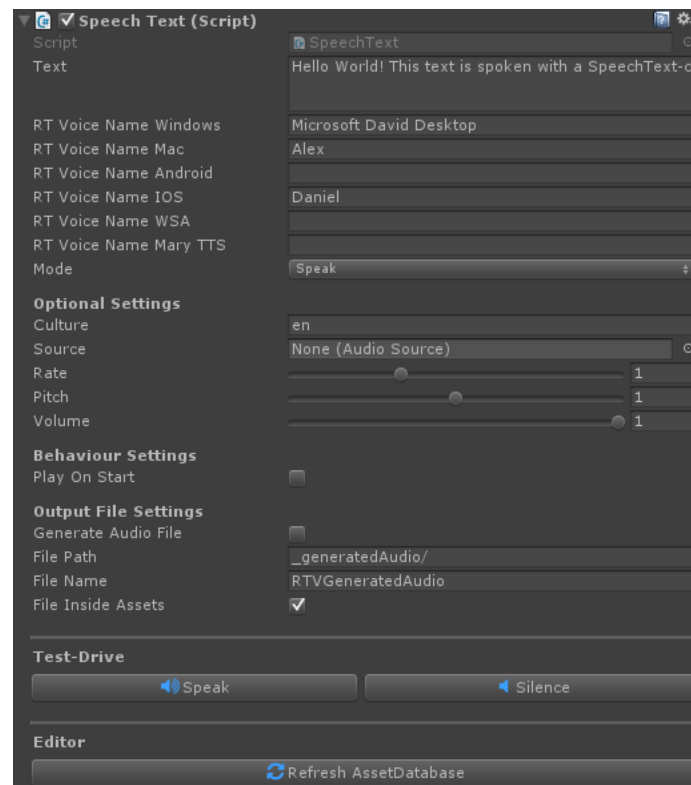 Speech Text (Script)
Script SpeechText
Text Hello World! This text is spoken with a SpeechText-c
RT Voice Name Windows Microsoft David Desktop
RT Voice Name Mac Alex
RT Voice Name Android
RT Voice Name IOS Daniel
RT Voice Name WSA
RT Voice Name Mary TTS
Mode Speak
Optional Settings
Culture en
Source None (Audio Source)
Rate 1
Pitch 1
Volume 1
Behaviour Settings
Play On Start
Output File Settings
Generate Audio File
File Path _generatedAudio/
File Name RTVGeneratedAudio
File Inside Assets
Test-Drive
Speak Silence
Editor
Refresh AssetDatabase